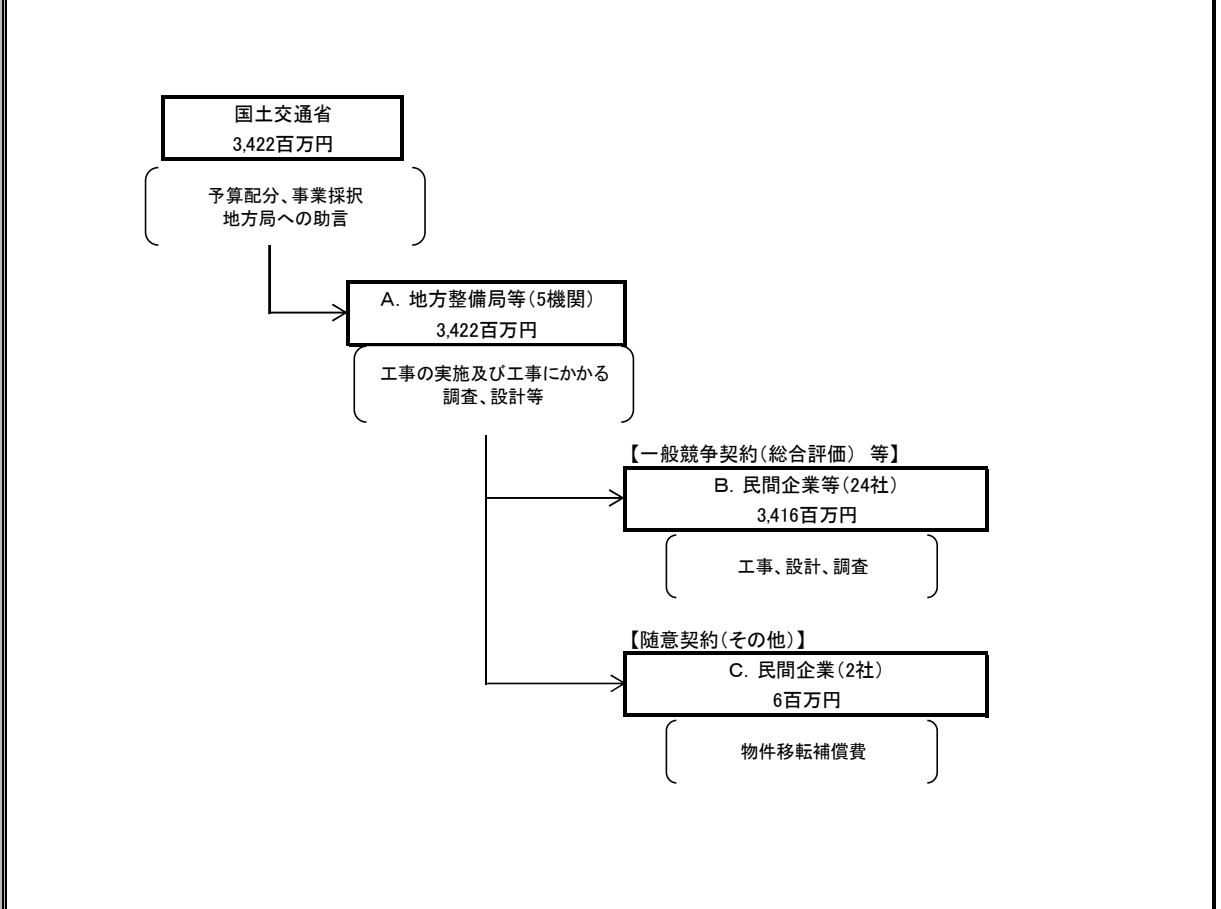 国土交通省
3,422百万円
予算配分、事業採択
地方局への助言
A．地方整備局等（5機関）
3,422百万円
工事の実施及び工事にかかる
調査、設計等
【一般競争契約（総合評価） 等】
B．民間企業等（24社）
3,416百万円
工事、設計、調査
【随意契約（その他）】
C．民間企業（2社）
6百万円
物件移転補償費